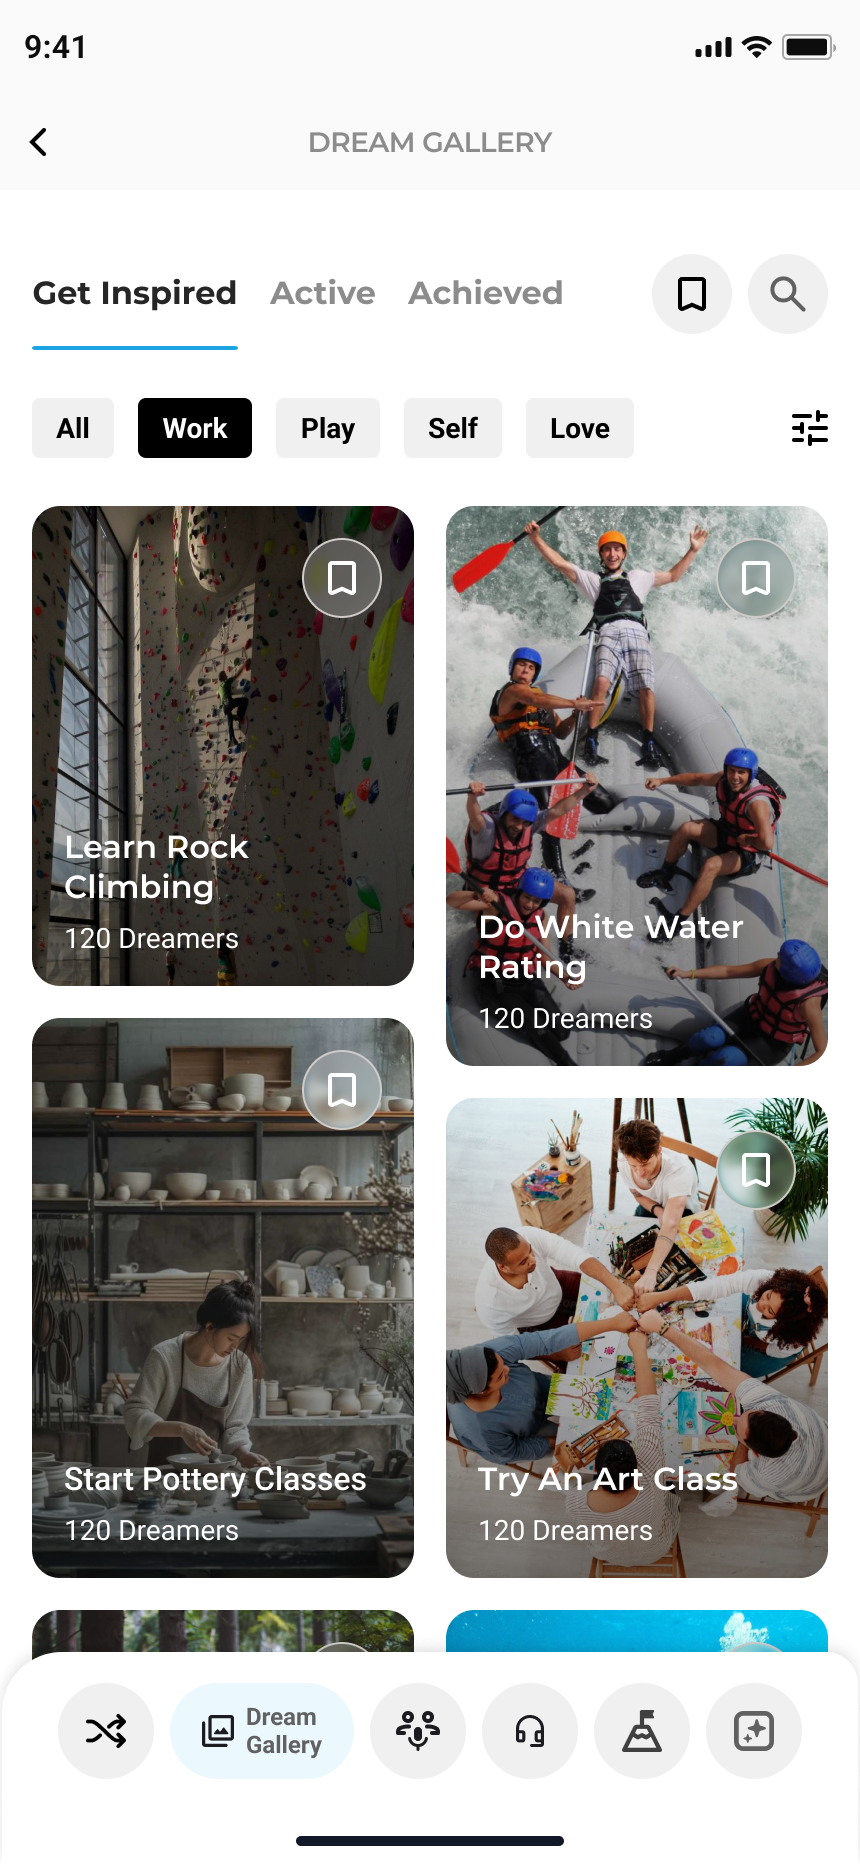 9:41
DREAM GALLERY
Get Inspired
Active
Achieved
All
Work
Play
Self
Love
Learn Rock
Climbing
120 Dreamers
Do White Water
Rating
120 Dreamers
Start Pottery Classes
120 Dreamers
Try An Art Class
120 Dreamers
Dream
Gallery